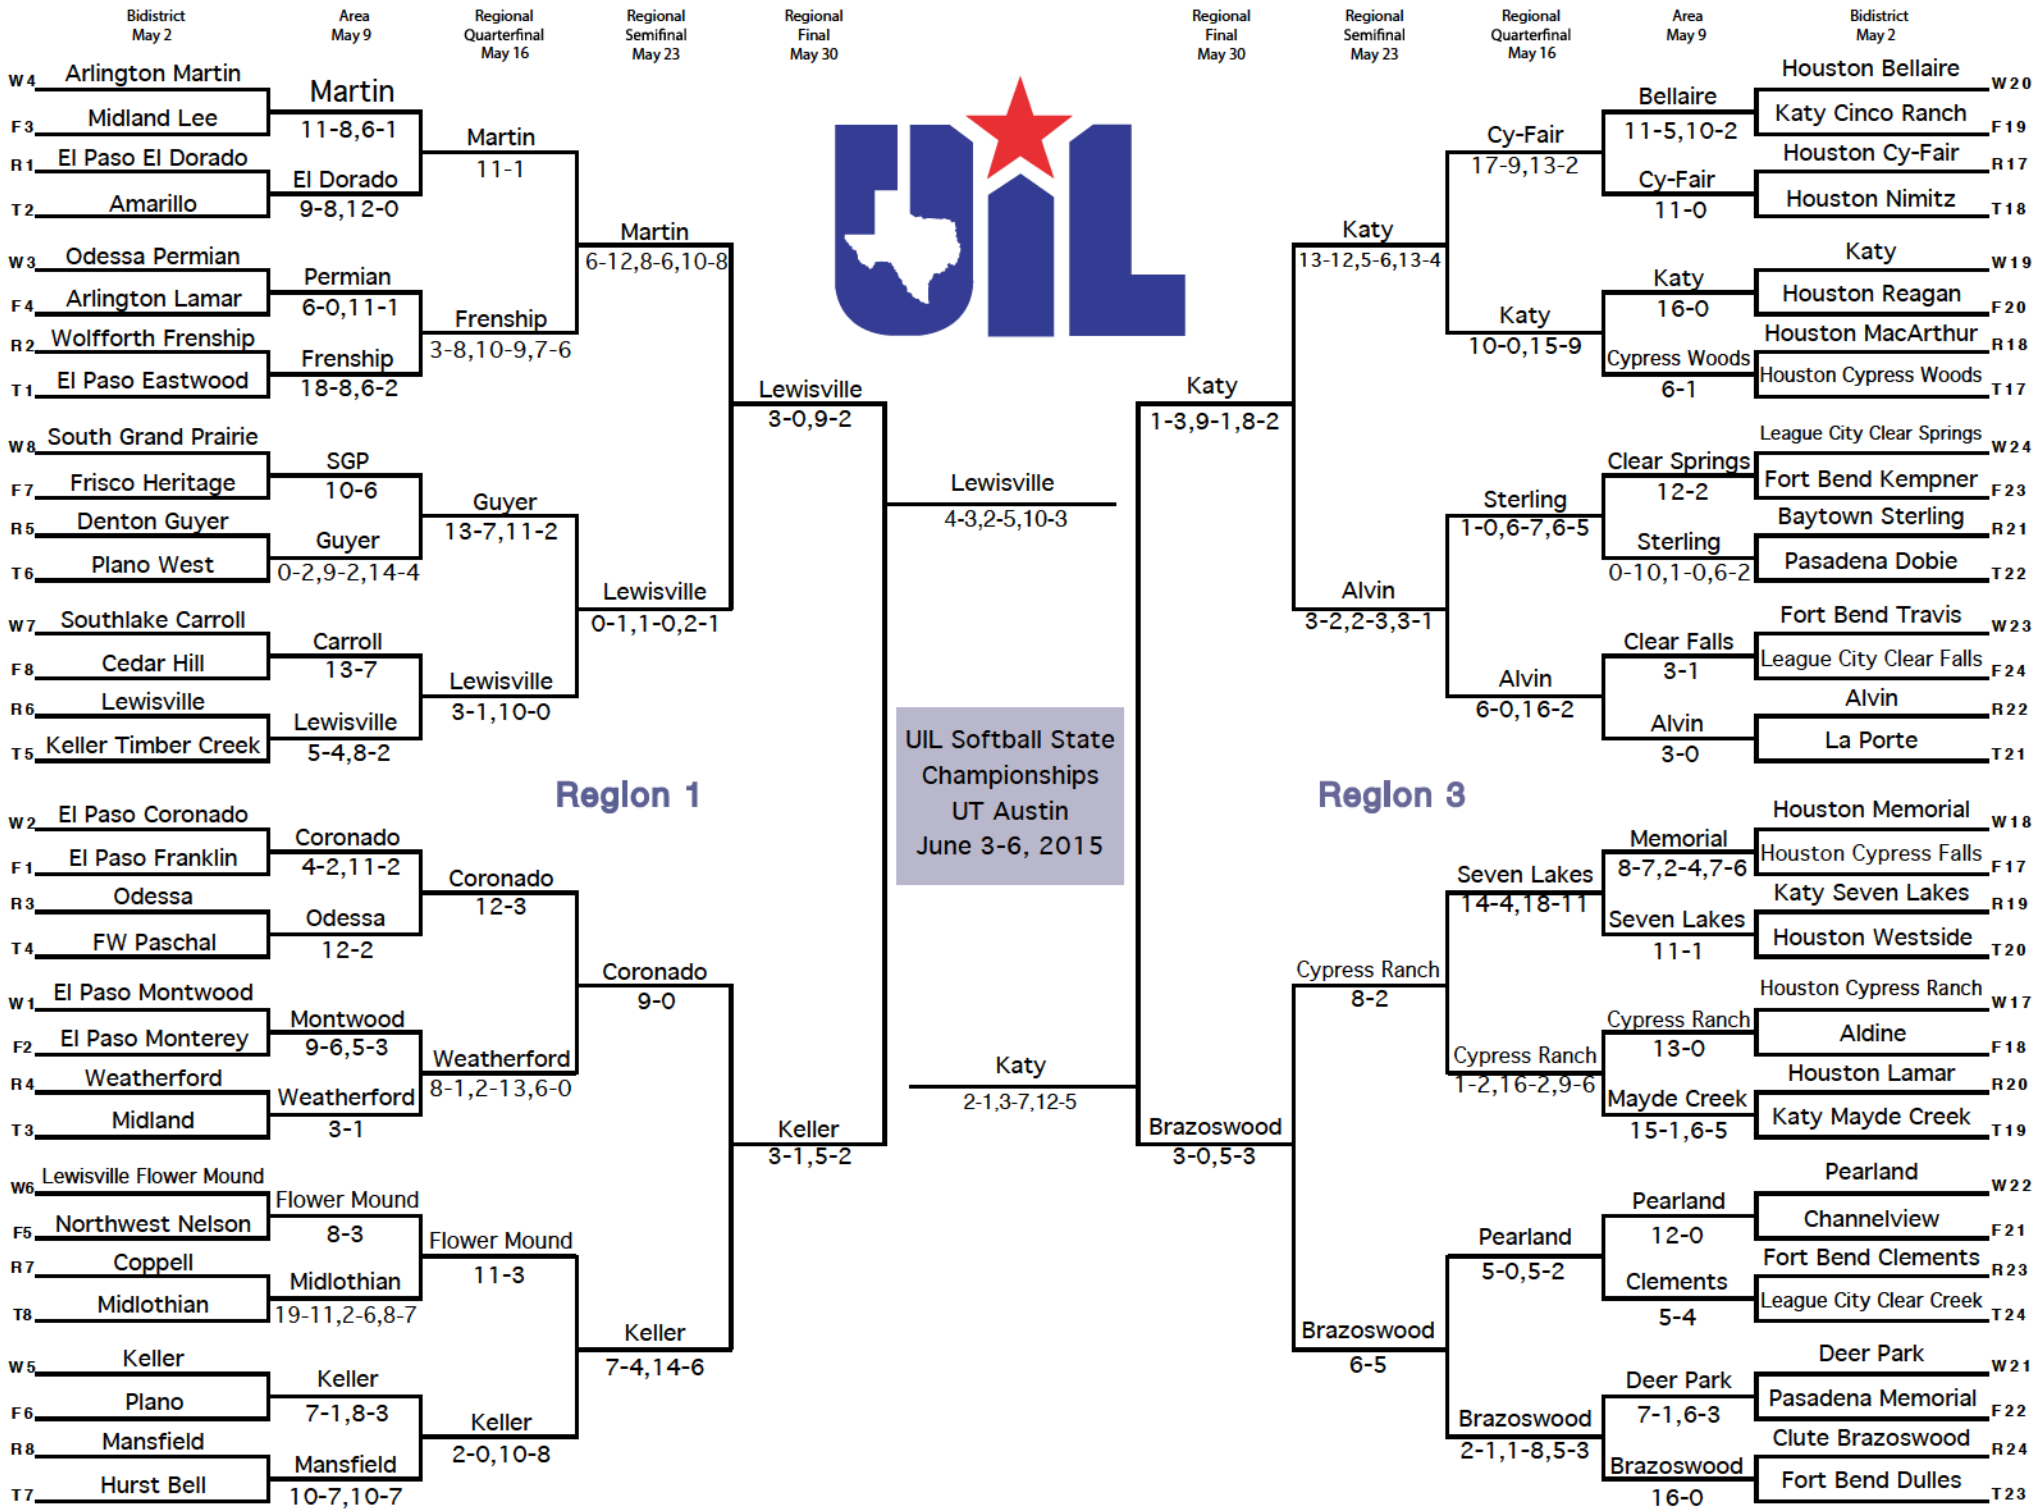 Bidistrict
May 2
Area
May 9
Regional
Quarterfinal
May 16
Regional
Semifinal
May 23
Regional
Final
May 30
Regional
Final
May 30
Regional
Semifinal
May 23
Regional
Quarterfinal
May 16
Area
May 9
Bidistrict
May 2
W4 Arlington Martin
F3 Midland Lee
R1 El Paso El Dorado
T2 Amarillo
W3 Odessa Permian
F4 Arlington Lamar
R2 Wolfforth Frenship
T1 El Paso Eastwood
W8 South Grand Prairie
F7 Frisco Heritage
R5 Denton Guyer
T6 Plano West
W7 Southlake Carroll
F8 Cedar Hill
R6 Lewisville
T5 Keller Timber Creek
W2 El Paso Coronado
F1 El Paso Franklin
R3 Odessa
T4 FW Paschal
W1 El Paso Montwood
F2 El Paso Monterey
R4 Weatherford
T3 Midland
W6 Lewisville Flower Mound
F5 Northwest Nelson
R7 Coppell
T8 Midlothian
W5 Keller
F6 Plano
R8 Mansfield
T7 Hurst Bell
Martin
11-8,6-1
El Dorado
9-8,12-0
Permian
6-0,11-1
Frenship
18-8,6-2
SGP
10-6
Guyer
0-2,9-2,14-4
Carroll
13-7
Lewisville
5-4,8-2
Coronado
4-2,11-2
Odessa
12-2
Montwood
9-6,5-3
Weatherford
3-1
Flower Mound
8-3
Midlothian
19-11,2-6,8-7
Keller
7-1,8-3
Mansfield
10-7,10-7
Martin
11-1
Frenship
3-8,10-9,7-6
Guyer
13-7,11-2
Lewisville
3-1,10-0
Coronado
12-3
Weatherford
8-1,2-13,6-0
Flower Mound
11-3
Keller
2-0,10-8
Martin
6-12,8-6,10-8
Lewisville
0-1,1-0,2-1
Coronado
9-0
Keller
7-4,14-6
Lewisville
3-0,9-2
Keller
3-1,5-2
Region 1
UIL
Lewisville
4-3,2-5,10-3
UIL Softball State
Championships
UT Austin
June 3-6, 2015
Katy
2-1,3-7,12-5
Region 3
Katy
1-3,9-1,8-2
Brazoswood
3-0,5-3
Katy
13-12,5-6,13-4
Alvin
3-2,2-3,3-1
Cypress Ranch
8-2
Brazoswood
6-5
Cy-Fair
17-9,13-2
Katy
10-0,15-9
Sterling
1-0,6-7,6-5
Alvin
6-0,16-2
Seven Lakes
14-4,18-11
Cypress Ranch
1-2,16-2,9-6
Pearland
5-0,5-2
Brazoswood
2-1,1-8,5-3
Bellaire
11-5,10-2
Cy-Fair
11-0
Katy
16-0
Cypress Woods
6-1
Clear Springs
12-2
Sterling
0-10,1-0,6-2
Clear Falls
3-1
Alvin
3-0
Memorial
8-7,2-4,7-6
Seven Lakes
11-1
Cypress Ranch
13-0
Mayde Creek
15-1,6-5
Pearland
12-0
Clements
5-4
Deer Park
7-1,6-3
Brazoswood
16-0
Houston Bellaire W20
Katy Cinco Ranch F19
Houston Cy-Fair R17
Houston Nimitz T18
Katy W19
Houston Reagan F20
Houston MacArthur R18
Houston Cypress Woods T17
League City Clear Springs W24
Fort Bend Kempner F23
Baytown Sterling R21
Pasadena Dobie T22
Fort Bend Travis W23
League City Clear Falls F24
Alvin R22
La Porte T21
Houston Memorial W18
Houston Cypress Falls F17
Katy Seven Lakes R19
Houston Westside T20
Houston Cypress Ranch W17
Aldine F18
Houston Lamar R20
Katy Mayde Creek T19
Pearland W22
Channelview F21
Fort Bend Clements R23
League City Clear Creek T24
Deer Park W21
Pasadena Memorial F22
Clute Brazoswood R24
Fort Bend Dulles T23